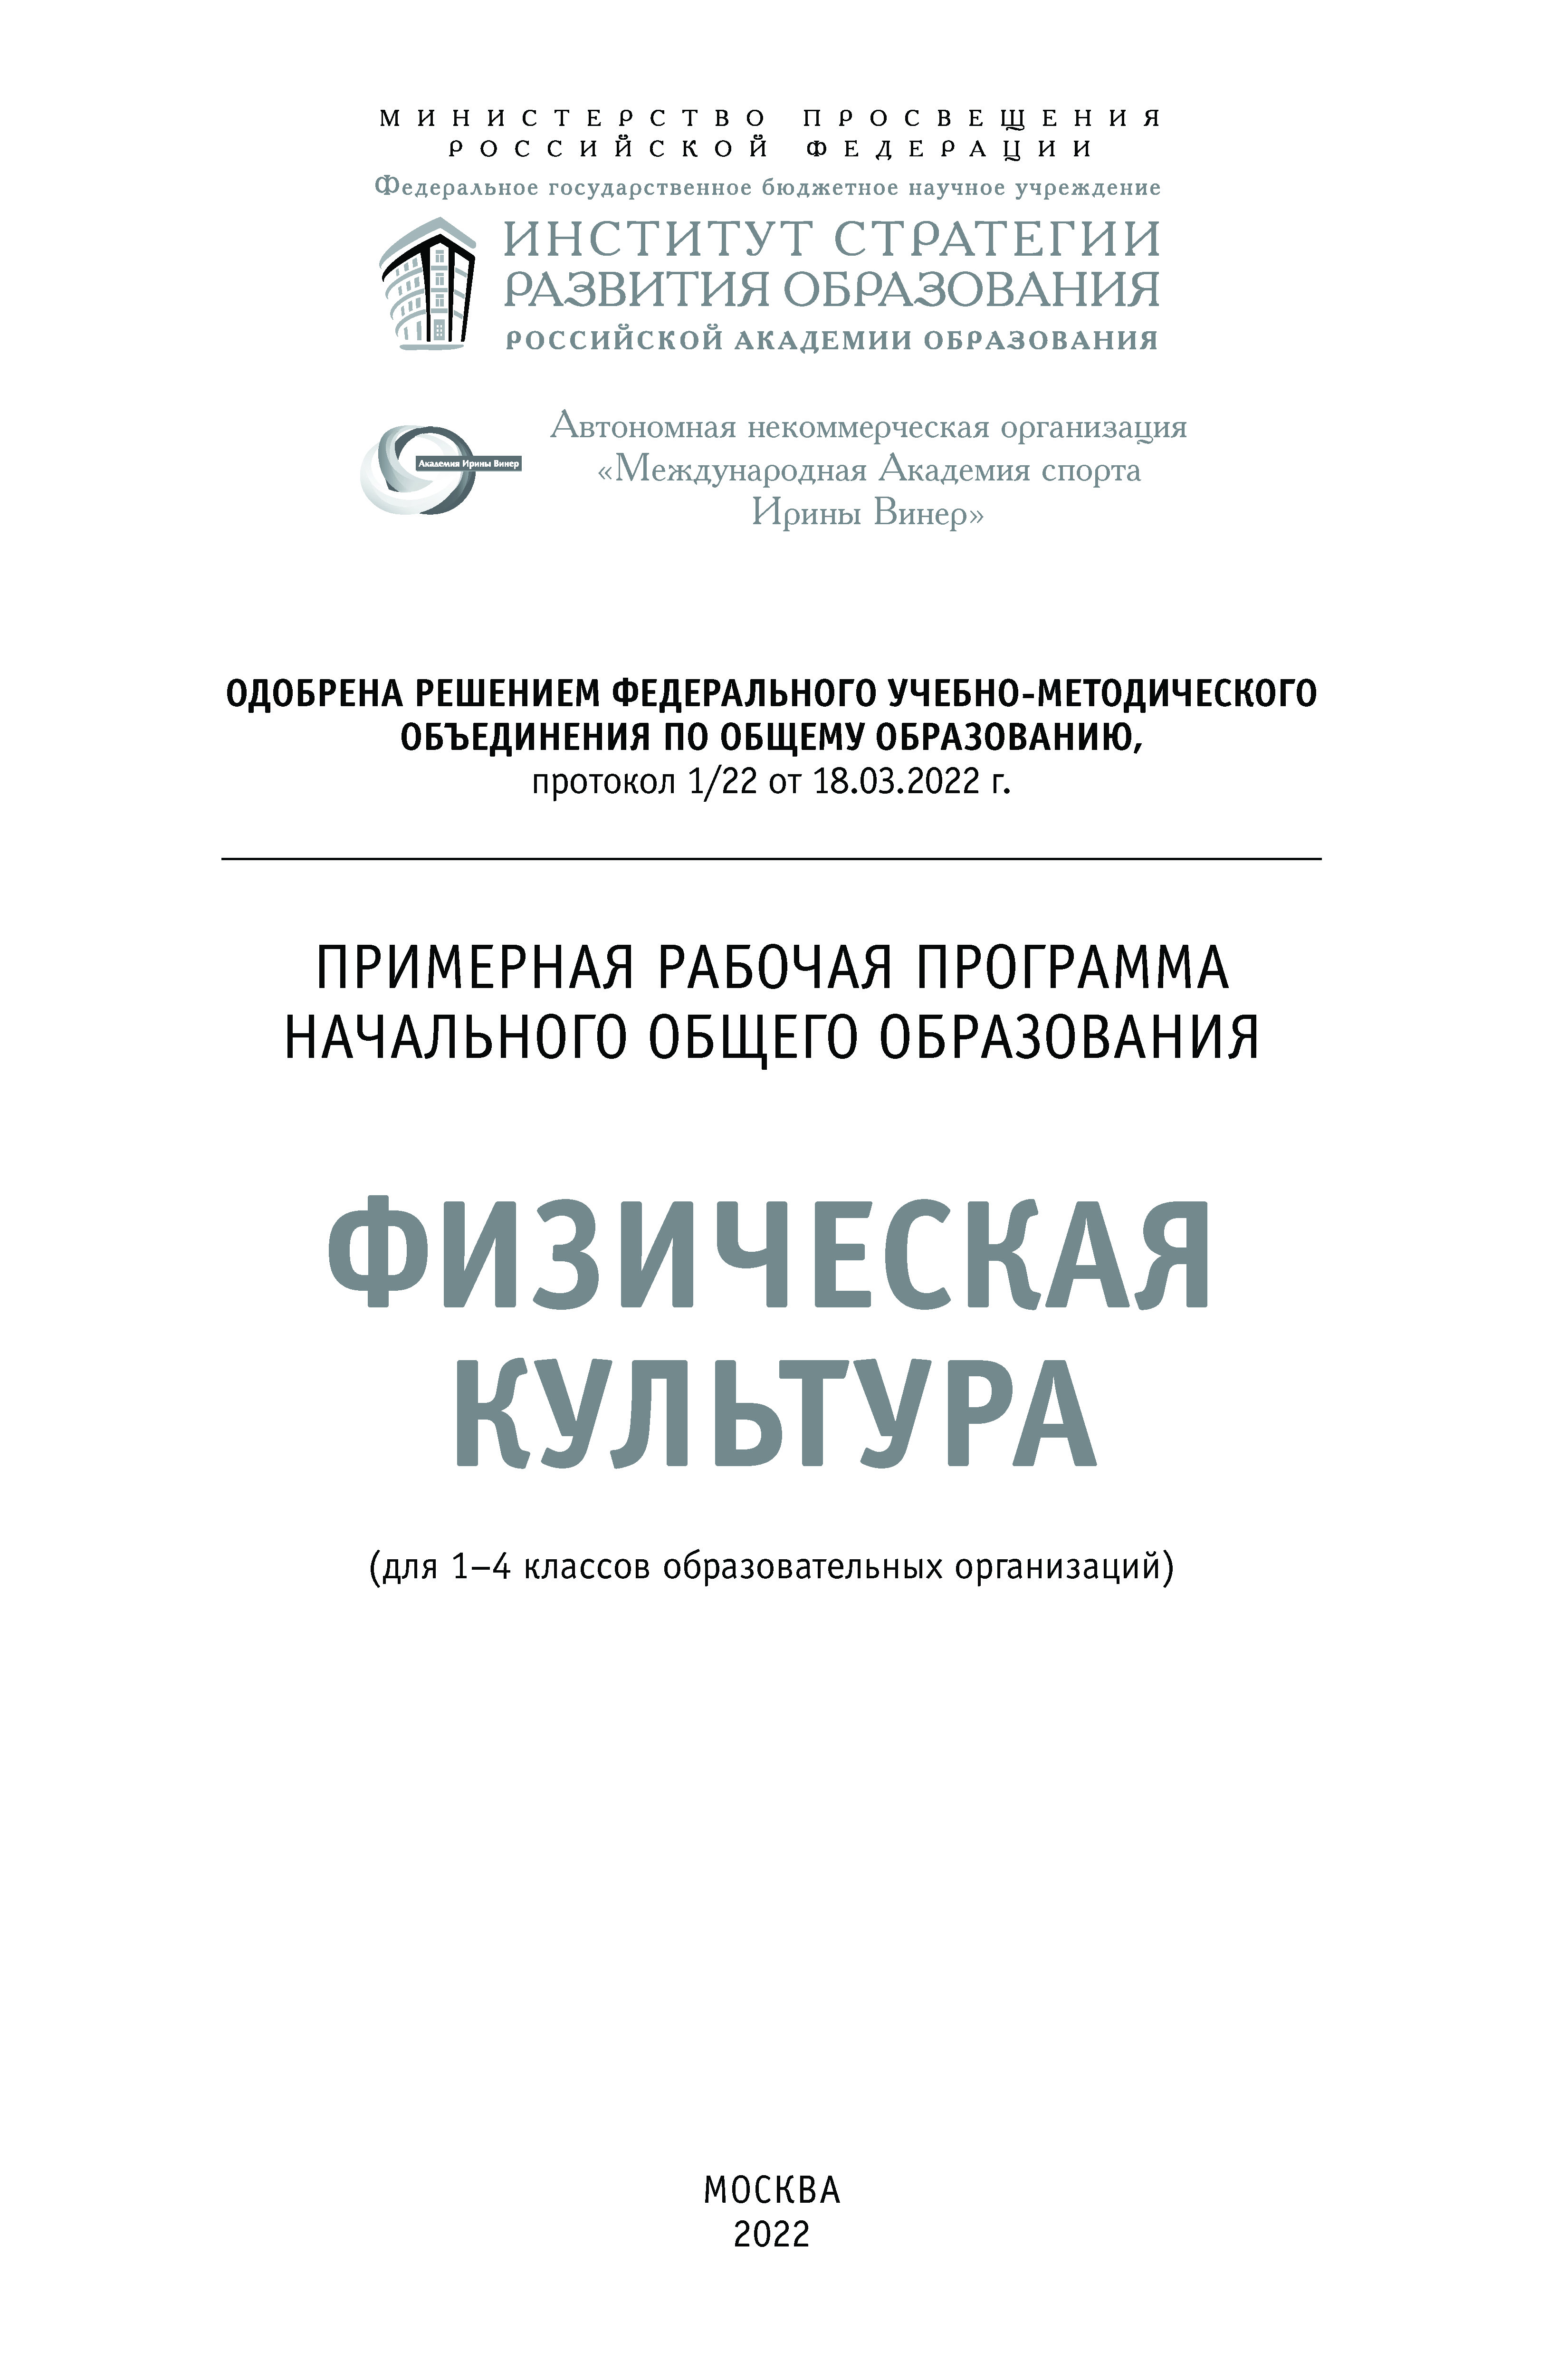 МИНИСТЕРСТВО ПРОСВЕЩЕНИЯ
РОССИЙСКОЙ ФЕДЕРАЦИИ
Федеральное государственное бюджетное научное учреждение
ИНСТИТУТ СТРАТЕГИИ
РАЗВИТИЯ ОБРАЗОВАНИЯ
РОССИЙСКОЙ АКАДЕМИИ ОБРАЗОВАНИЯ
Академия Ирины Винер
Автономная некоммерческая организация
«Международная Академия спорта
Ирины Винер»
ОДОБРЕНА РЕШЕНИЕМ ФЕДЕРАЛЬНОГО УЧЕБНО-МЕТОДИЧЕСКОГО
ОБЪЕДИНЕНИЯ ПО ОБЩЕМУ ОБРАЗОВАНИЮ,
протокол 1/22 от 18.03.2022 г.
ПРИМЕРНАЯ РАБОЧАЯ ПРОГРАММА
НАЧАЛЬНОГО ОБЩЕГО ОБРАЗОВАНИЯ
ФИЗИЧЕСКАЯ
КУЛЬТУРА
(для 1–4 классов образовательных организаций)
МОСКВА
2022